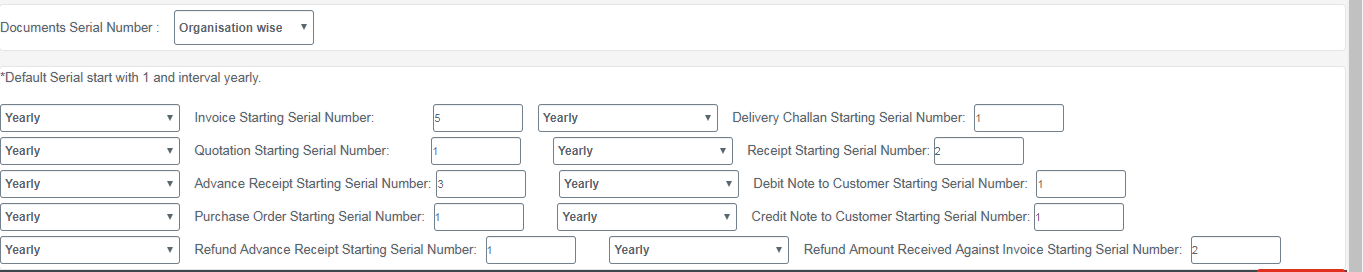 Documents Serial Number : Organisation wise
*Default Serial start with 1 and interval yearly.
Yearly Invoice Starting Serial Number: 5 Yearly Delivery Challan Starting Serial Number: 1
Yearly Quotation Starting Serial Number: 1 Yearly Receipt Starting Serial Number: 2
Yearly Advance Receipt Starting Serial Number: 3 Yearly Debit Note to Customer Starting Serial Number: 1
Yearly Purchase Order Starting Serial Number: 1 Yearly Credit Note to Customer Starting Serial Number: 1
Yearly Refund Advance Receipt Starting Serial Number: 1 Yearly Refund Amount Received Against Invoice Starting Serial Number: 2